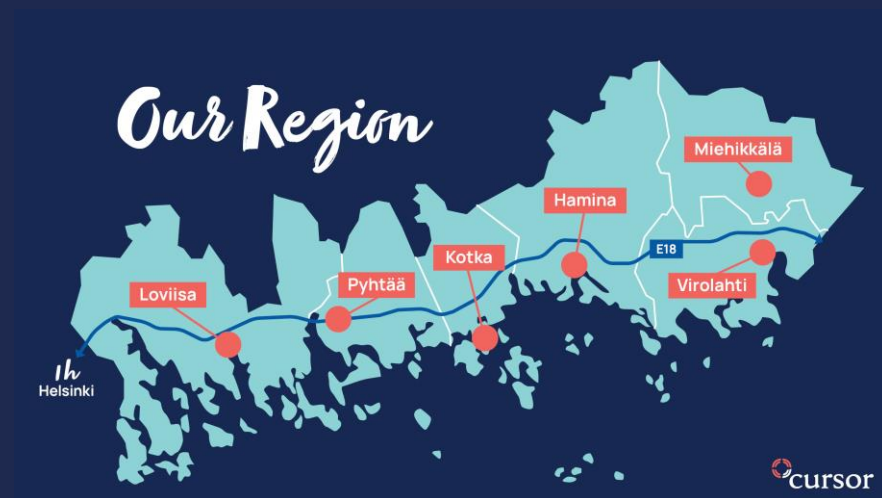 Our Region
Miehikkälä
Hamina
E18
Kotka
Virolahti
Pyhtää
Loviisa
1h
Helsinki
cursor